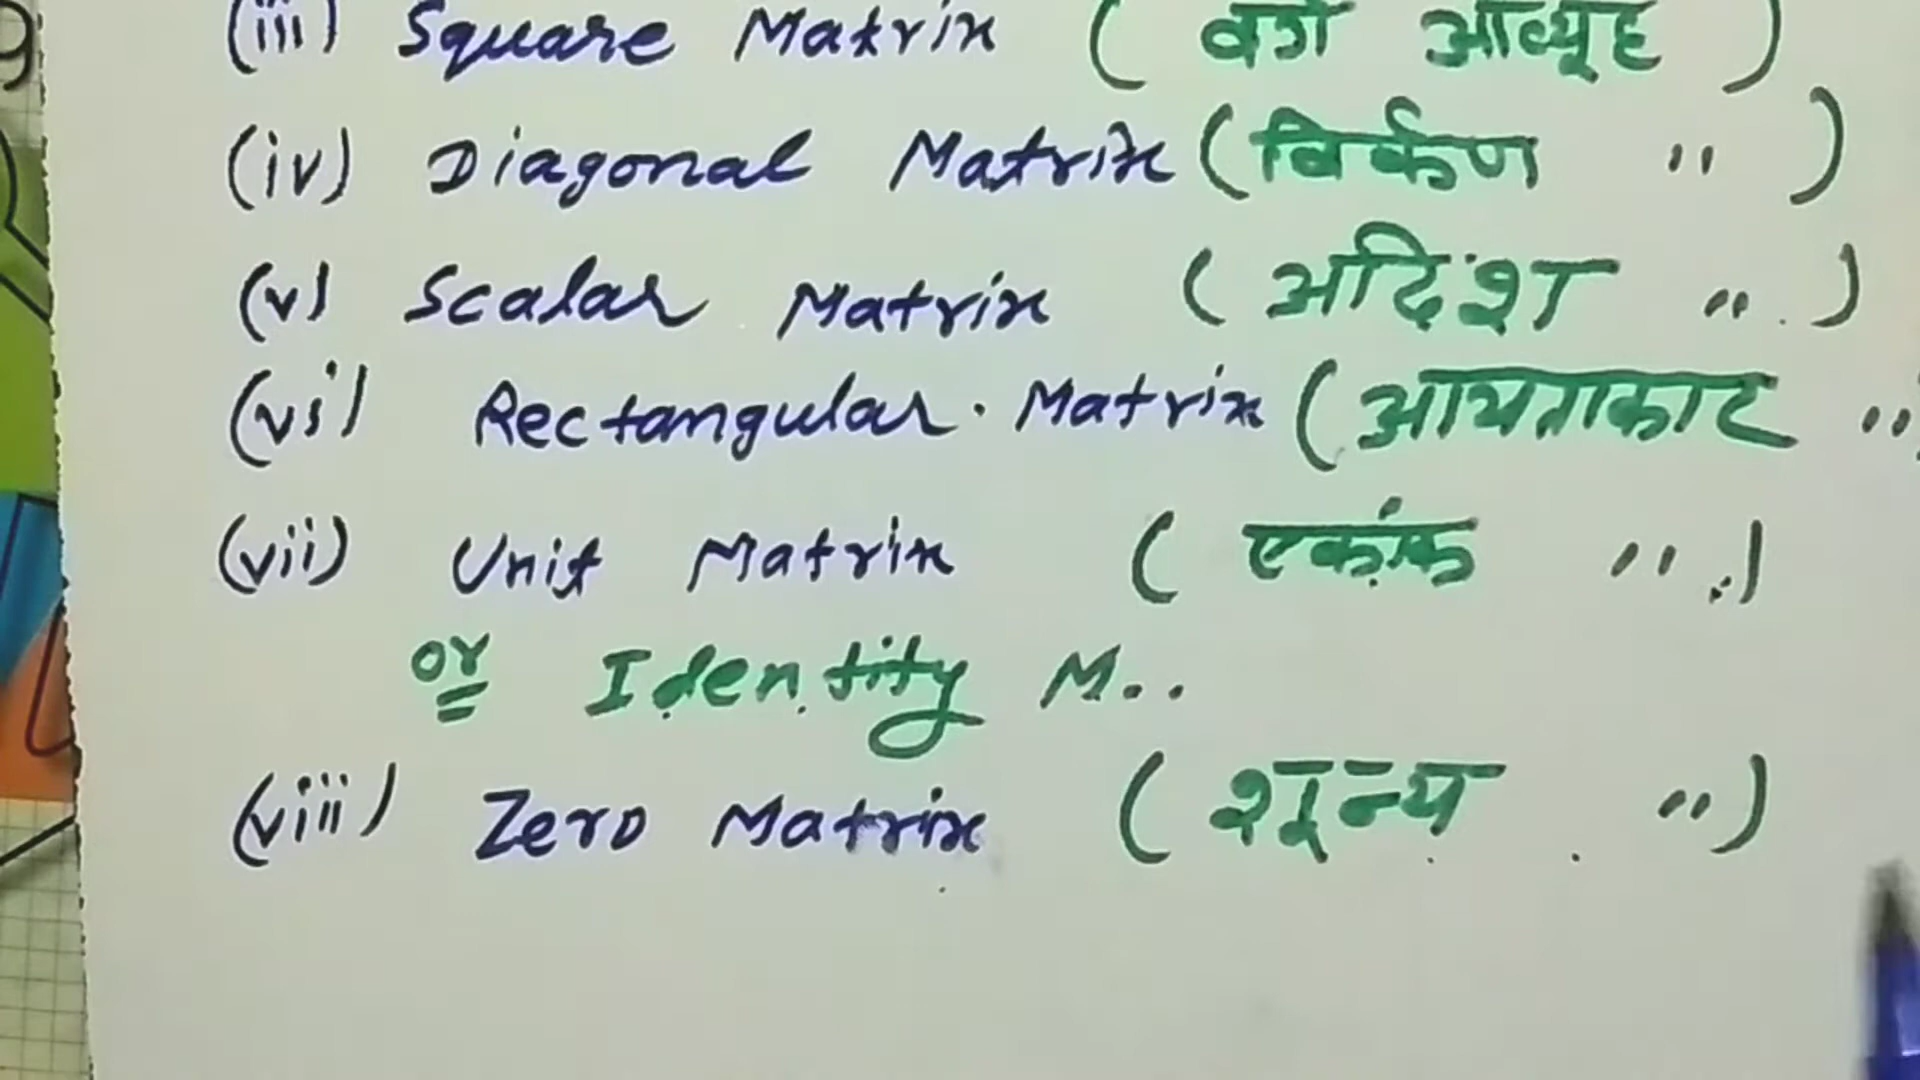 (iii) Square Matrix ( वर्ग आव्यूह )
(iv) Diagonal Matrix ( विर्कण " )
(v) Scalar Matrix ( अदिश " )
(vi) Rectangular Matrix ( आयताकार "
(vii) Unit Matrix ( एकांक " )
or Identity M..
(viii) Zero Matrix ( शून्य " )